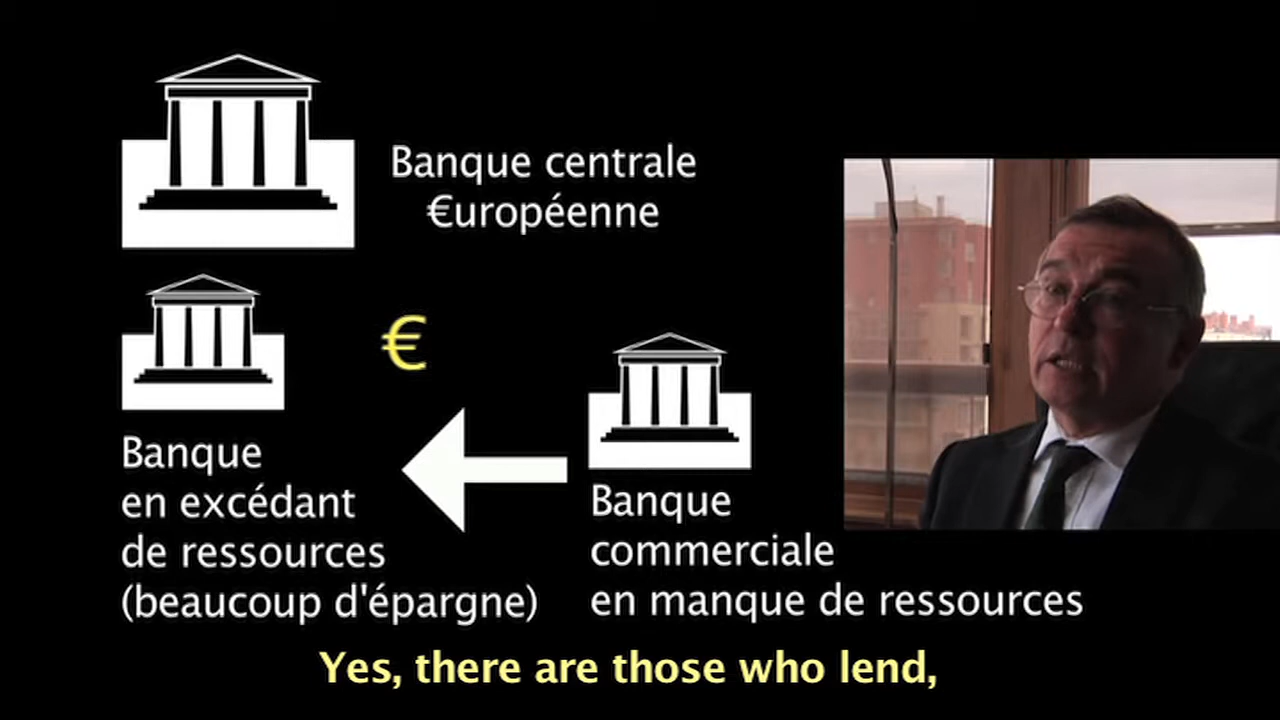 Banque centrale
€uropéenne
€
Banque
en excédant
de ressources
(beaucoup d'épargne)
Banque
commerciale
en manque de ressources
Yes, there are those who lend,